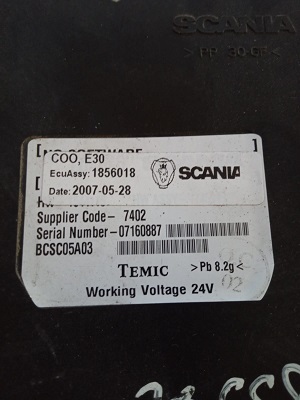 SCANIA
> PP 30-GF <
[NO SOFTWARE
COO, E30
EcuAssy: 1856018
Date: 2007-05-28
SCANIA
Supplier Code- 7402
Serial Number-07160887
BCSC05A03
TEMIC >Pb 8.2g<
Working Voltage 24V